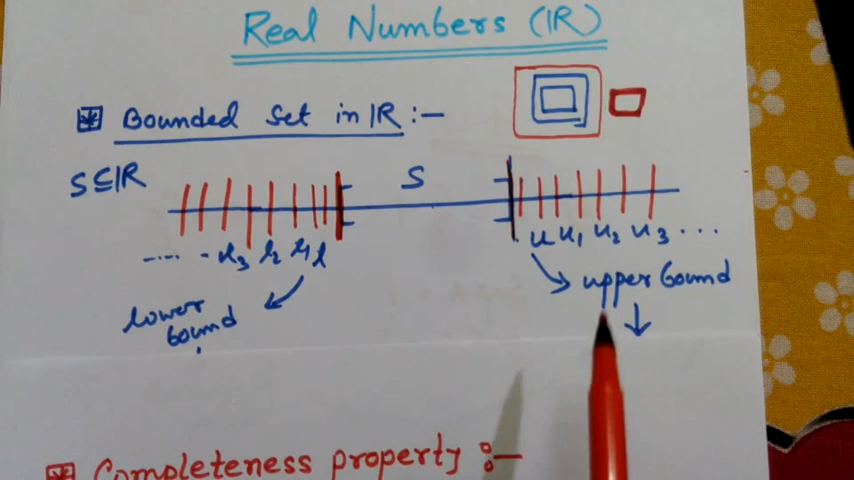 Real Numbers (IR)
Bounded Set in IR :-
S⊆IR
S
..... l3 l2 l1 l
u u1 u2 u3 ...
lower bound
upper bound
Completeness property :-